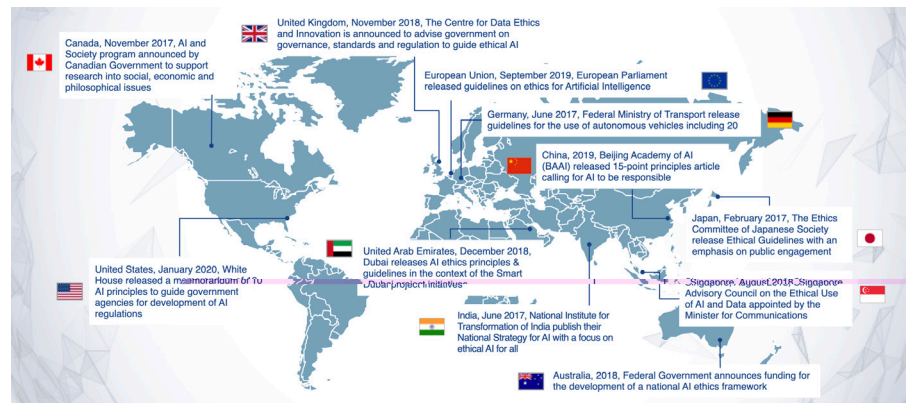 United Kingdom, November 2018, The Centre for Data Ethics
and Innovation is announced to advise government on
governance, standards and regulation to guide ethical AI
Canada, November 2017, AI and
Society program announced by
Canadian Government to support
research into social, economic and
philosophical issues
European Union, September 2019, European Parliament
released guidelines on ethics for Artificial Intelligence
Germany, June 2017, Federal Ministry of Transport release
guidelines for the use of autonomous vehicles including 20
China, 2019, Beijing Academy of AI
(BAAI) released 15-point principles article
calling for AI to be responsible
Japan, February 2017, The Ethics
Committee of Japanese Society
release Ethical Guidelines with an
emphasis on public engagement
United Arab Emirates, December 2018,
Dubai releases AI ethics principles &
guidelines in the context of the Smart
Dubai project initiatives
United States, January 2020, White
House released a memorandum of 10
AI principles to guide government
agencies for development of AI
regulations
Singapore, August 2018 Singapore
Advisory Council on the Ethical Use
of AI and Data appointed by the
Minister for Communications
India, June 2017, National Institute for
Transformation of India publish their
National Strategy for AI with a focus on
ethical AI for all
Australia, 2018, Federal Government announces funding for
the development of a national AI ethics framework